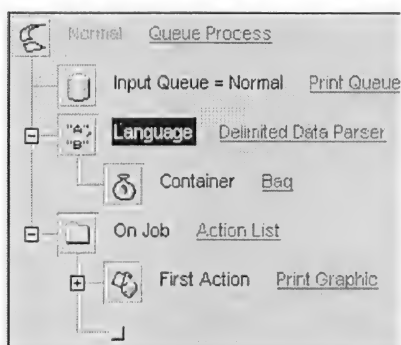 Normal Queue Process
Input Queue = Normal Print Queue
"A", Language Delimited Data Parser
"B"
Container Bag
On Job Action List
First Action Print Graphic